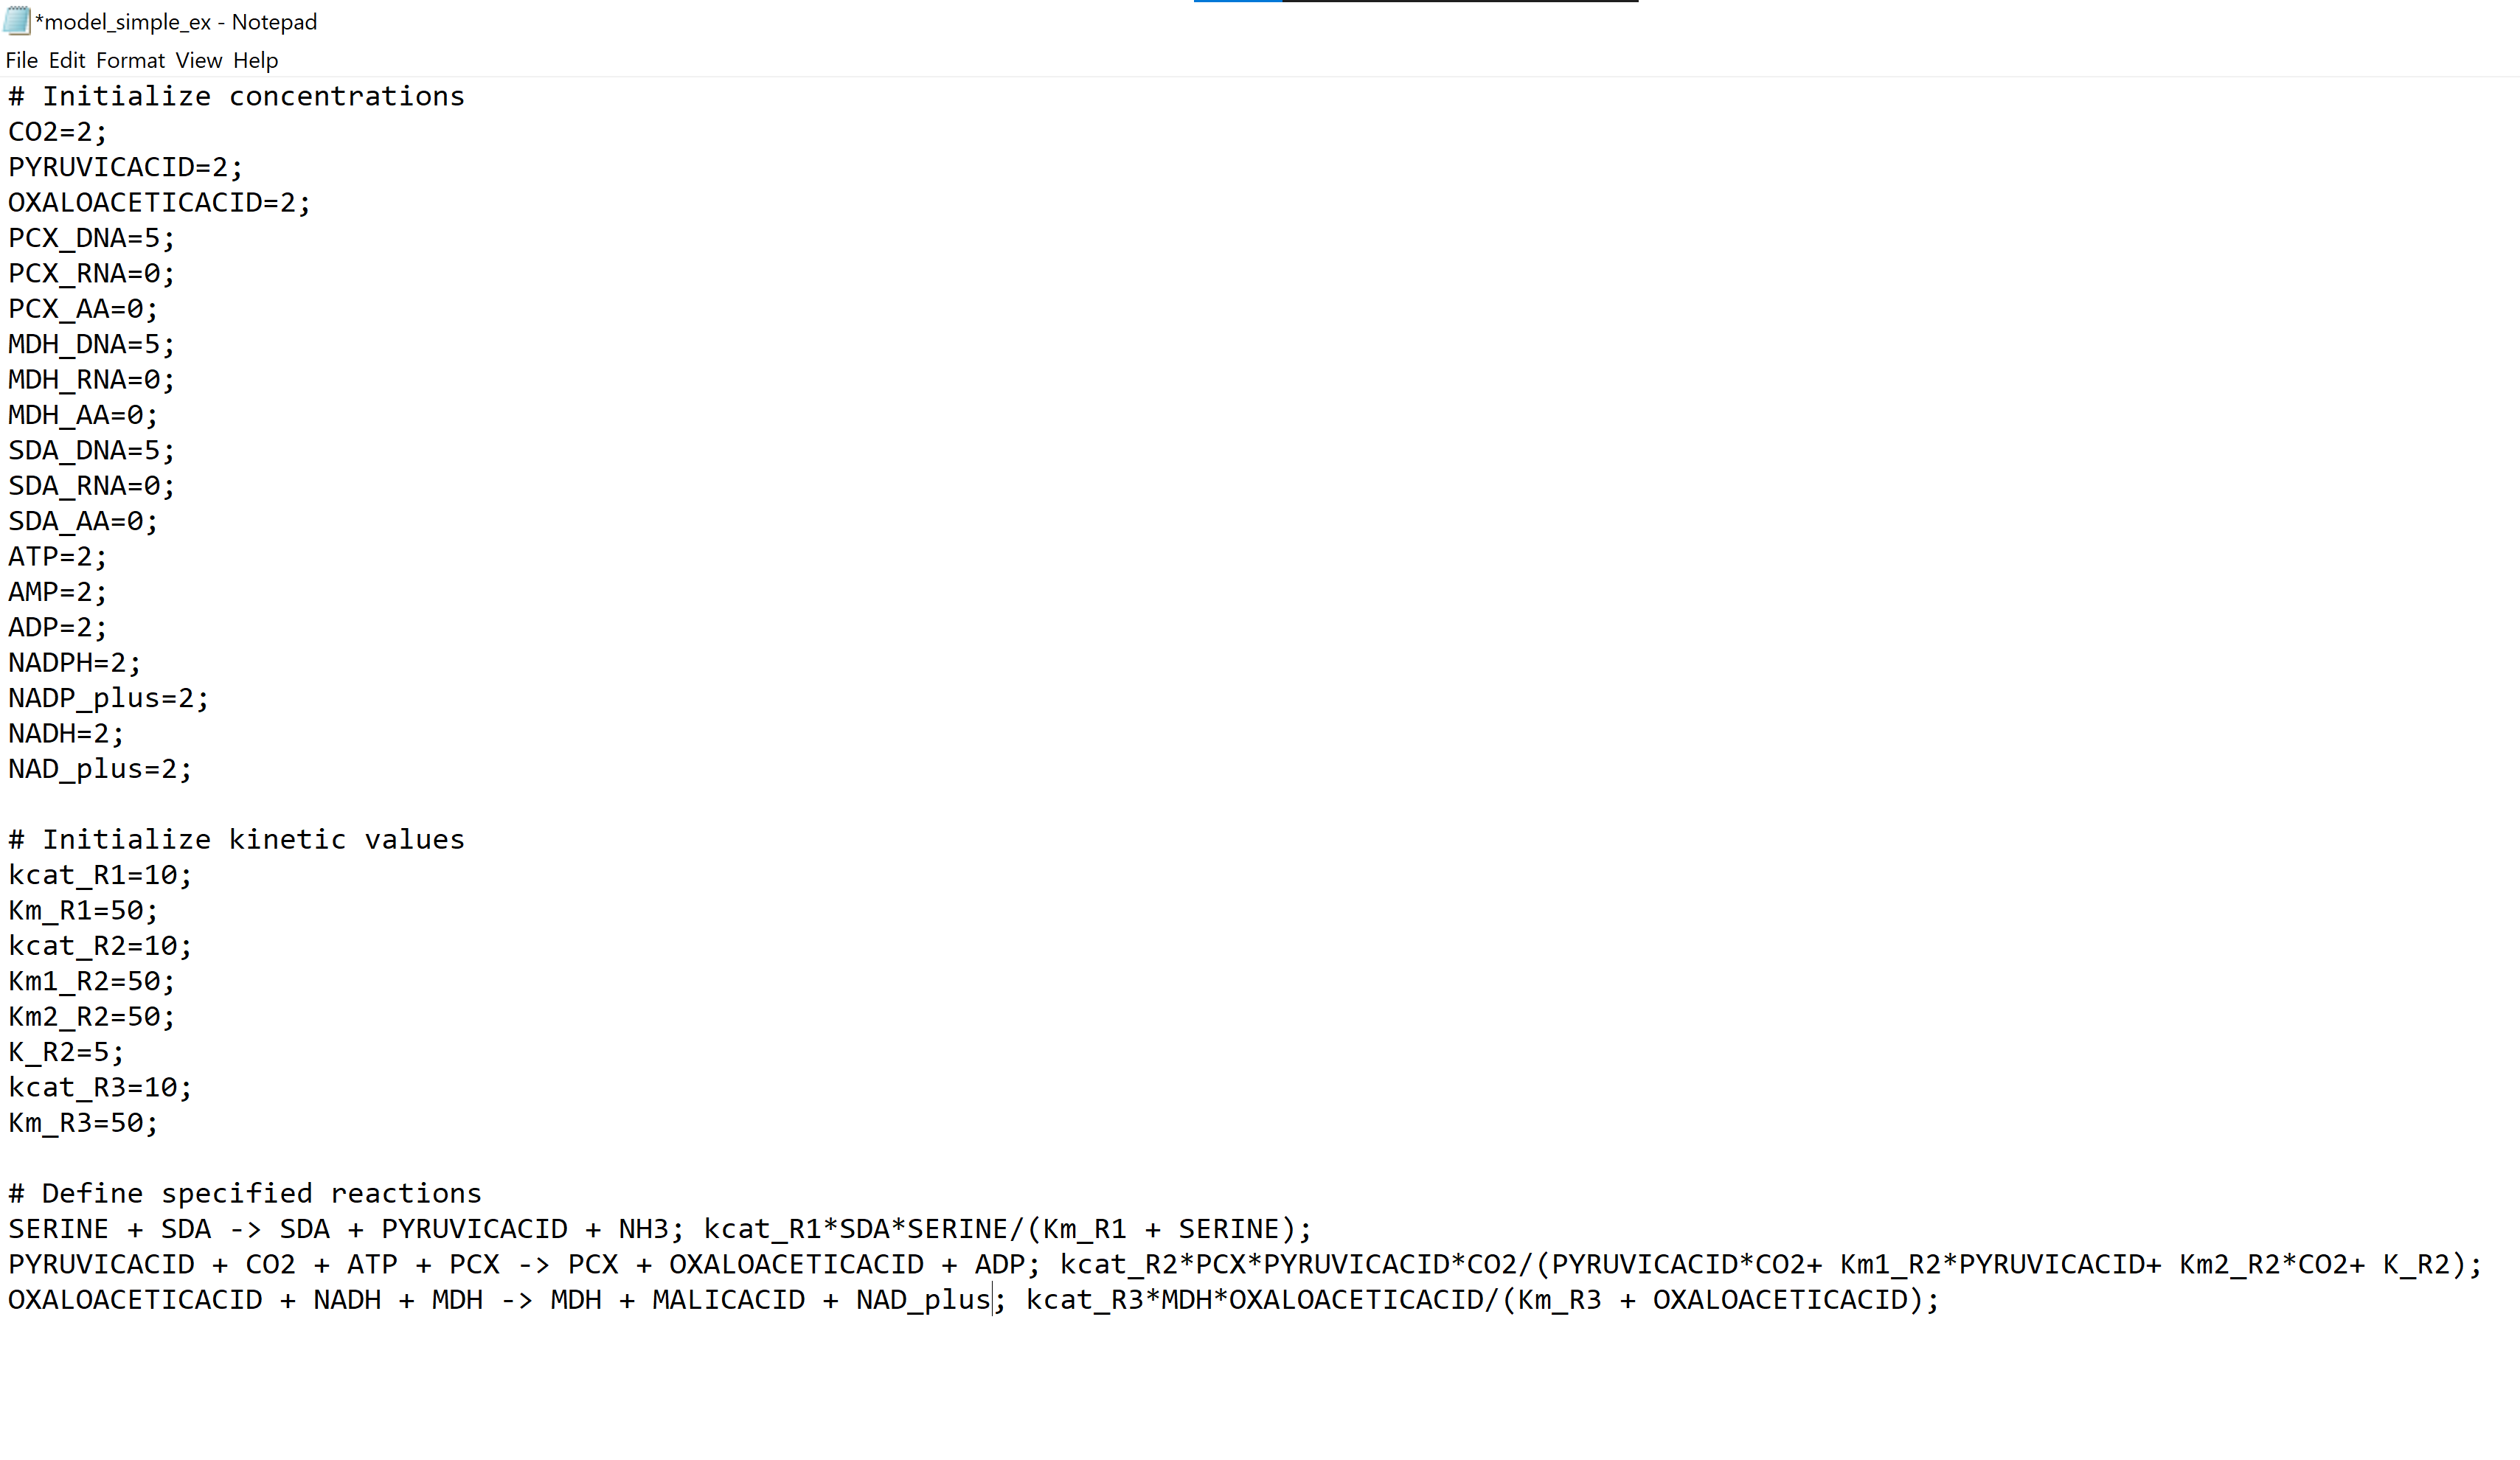 *model_simple_ex - Notepad
File Edit Format View Help
# Initialize concentrations
CO2=2;
PYRUVICACID=2;
OXALOACETICACID=2;
PCX_DNA=5;
PCX_RNA=0;
PCX_AA=0;
MDH_DNA=5;
MDH_RNA=0;
MDH_AA=0;
SDA_DNA=5;
SDA_RNA=0;
SDA_AA=0;
ATP=2;
AMP=2;
ADP=2;
NADPH=2;
NADP_plus=2;
NADH=2;
NAD_plus=2;
# Initialize kinetic values
kcat_R1=10;
Km_R1=50;
kcat_R2=10;
Km1_R2=50;
Km2_R2=50;
K_R2=5;
kcat_R3=10;
Km_R3=50;
# Define specified reactions
SERINE + SDA -> SDA + PYRUVICACID + NH3; kcat_R1*SDA*SERINE/(Km_R1 + SERINE);
PYRUVICACID + CO2 + ATP + PCX -> PCX + OXALOACETICACID + ADP; kcat_R2*PCX*PYRUVICACID*CO2/(PYRUVICACID*CO2+ Km1_R2*PYRUVICACID+ Km2_R2*CO2+ K_R2);
OXALOACETICACID + NADH + MDH -> MDH + MALICACID + NAD_plus; kcat_R3*MDH*OXALOACETICACID/(Km_R3 + OXALOACETICACID);